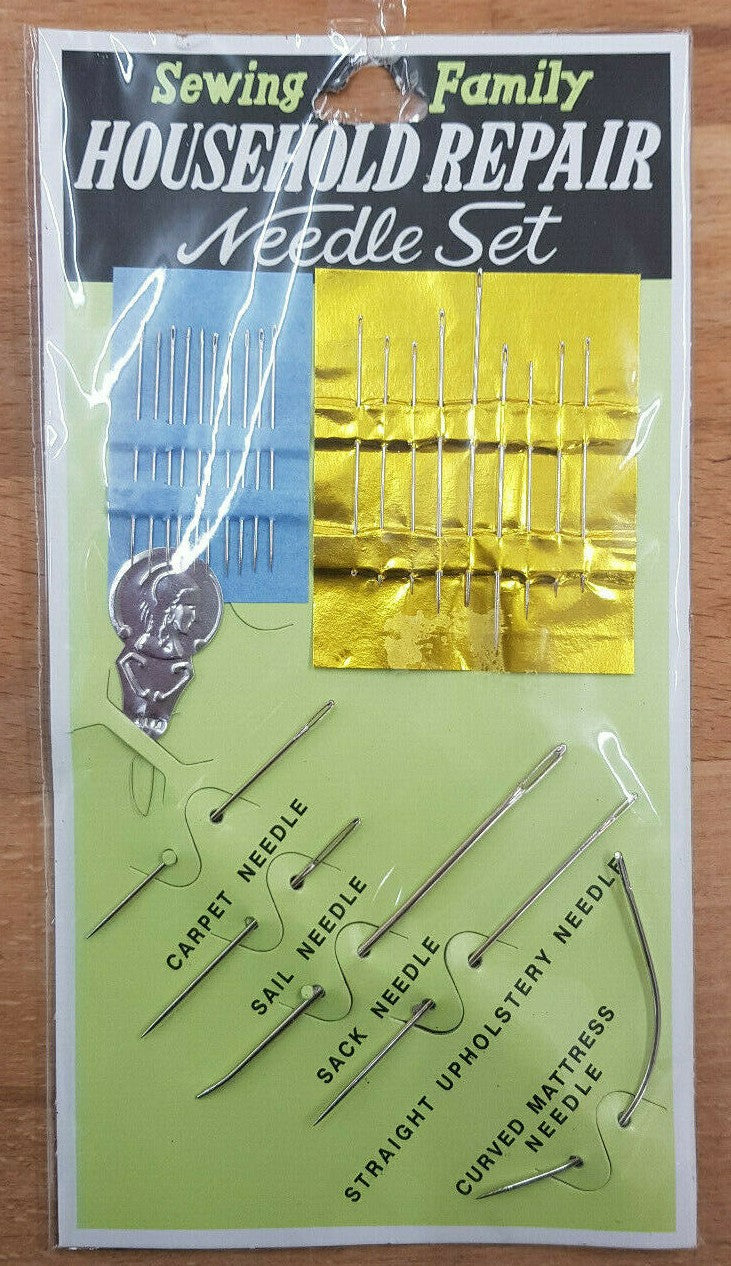 Sewing Family
HOUSEHOLD REPAIR
Needle Set
CARPET NEEDLE
SAIL NEEDLE
SACK NEEDLE
STRAIGHT UPHOLSTERY NEEDLE
CURVED MATTRESS
NEEDLE